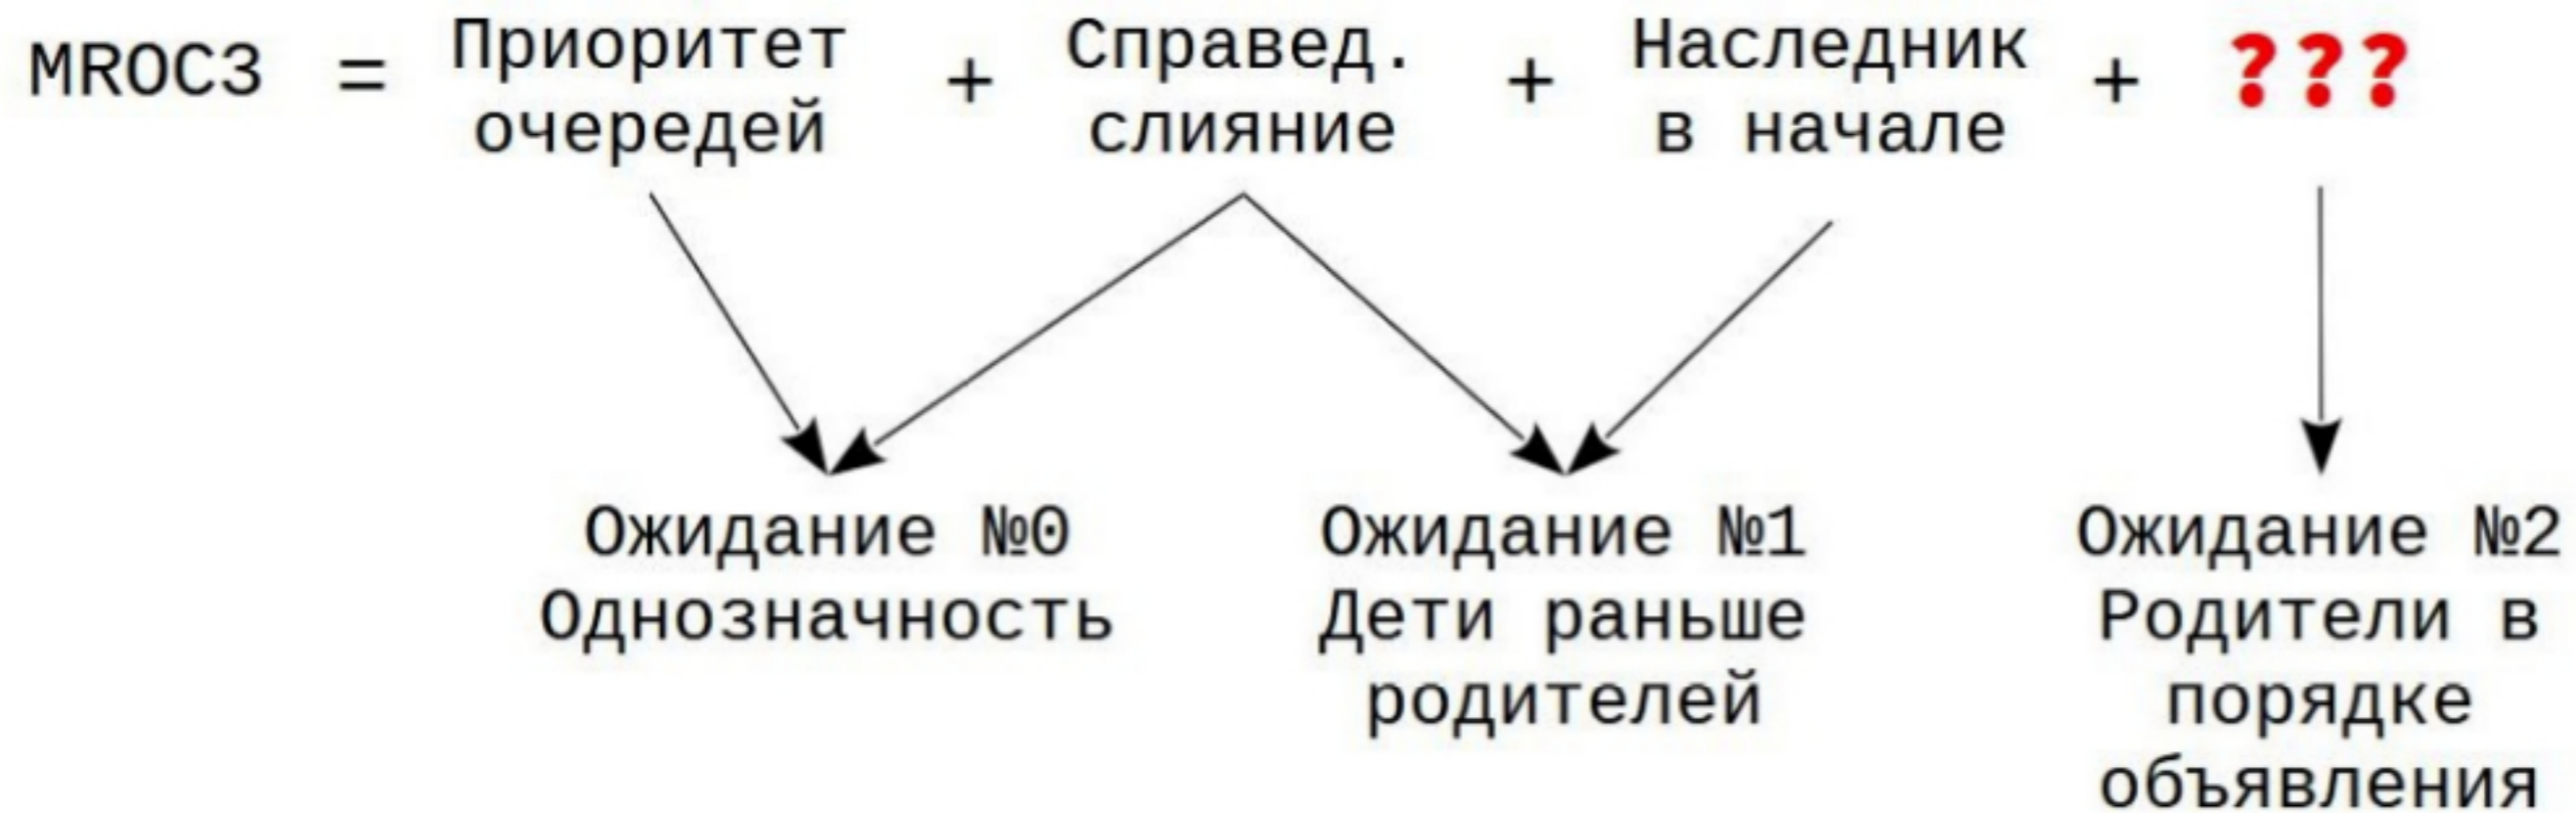 MROC3 = Приоритет очередей + Справед. слияние + Наследник в начале + ???
Ожидание №0
Однозначность
Ожидание №1
Дети раньше
родителей
Ожидание №2
Родители в
порядке
объявления